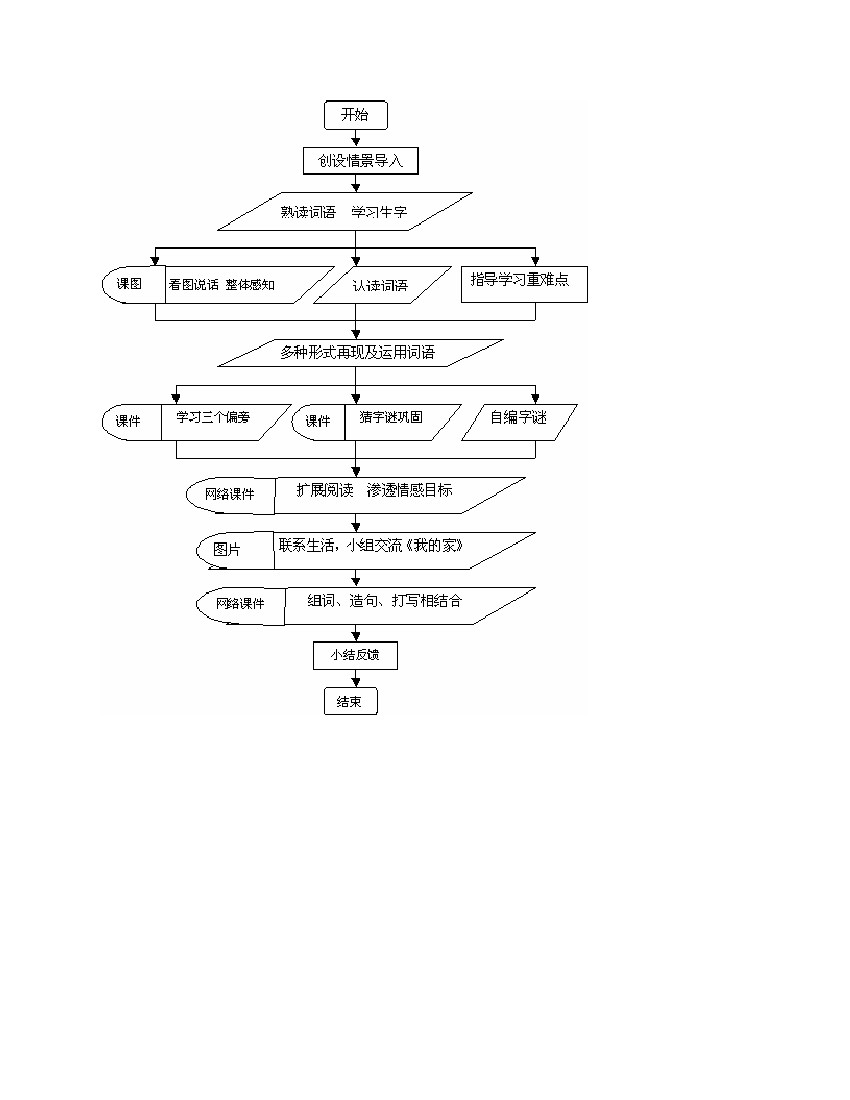 开始
创设情景导入
熟读词语 学习生字
课图 看图说话 整体感知 认读词语 指导学习重难点
多种形式再现及运用词语
课件 学习三个偏旁 课件 猜字谜巩固 自编字谜
网络课件 扩展阅读 渗透情感目标
图片 联系生活，小组交流《我的家》
网络课件 组词、造句、打写相结合
小结反馈
结束